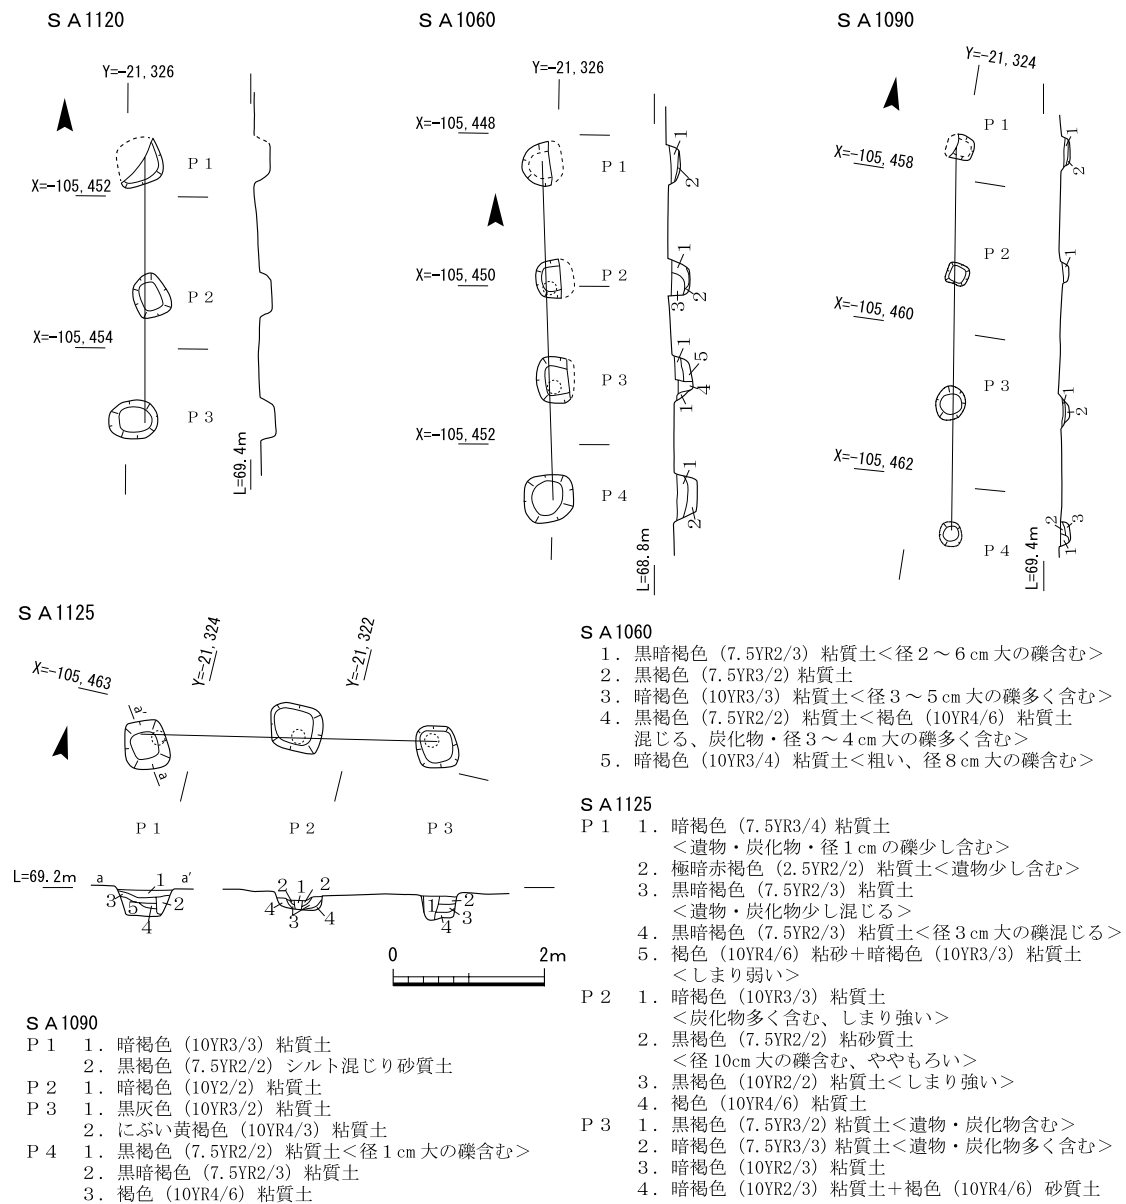 ＳＡ1120
Y=-21,326
P 1
X=-105,452
P 2
X=-105,454
P 3
L=69.4m
ＳＡ1060
Y=-21,326
X=-105,448
1
P 1
2
1
X=-105,450
P 2
2
3
1
5
P 3
4
1
X=-105,452
1
P 4
2
L=68.8m
ＳＡ1090
Y=-21,324
P 1
1
X=-105,458
2
P 2
1
X=-105,460
P 3
1
2
X=-105,462
2
3
P 4
1
L=69.4m
ＳＡ1125
X=-105,463
Y=-21,324
Y=-21,322
a'
a
P 1
P 2
P 3
L=69.2m
a
a'
1
3
5
2
4
2
1
2
4
3
4
1
2
3
4
0
2m
ＳＡ1060
1．黒暗褐色（7.5YR2/3）粘質土＜径２～６㎝大の礫含む＞
2．黒褐色（7.5YR3/2）粘質土
3．暗褐色（10YR3/3）粘質土＜径３～５㎝大の礫多く含む＞
4．黒褐色（7.5YR2/2）粘質土＜褐色（10YR4/6）粘質土
混じる、炭化物・径３～４㎝大の礫多く含む＞
5．暗褐色（10YR3/4）粘質土＜粗い、径８㎝大の礫含む＞
ＳＡ1125
P 1 1．暗褐色（7.5YR3/4）粘質土
＜遺物・炭化物・径１㎝の礫少し含む＞
2．極暗赤褐色（2.5YR2/2）粘質土＜遺物少し含む＞
3．黒暗褐色（7.5YR2/3）粘質土
＜遺物・炭化物少し混じる＞
4．黒暗褐色（7.5YR2/3）粘質土＜径３㎝大の礫混じる＞
5．褐色（10YR4/6）粘砂＋暗褐色（10YR3/3）粘質土
＜しまり弱い＞
P 2 1．暗褐色（10YR3/3）粘質土
＜炭化物多く含む、しまり強い＞
2．黒褐色（7.5YR2/2）粘砂質土
＜径10㎝大の礫含む、ややもろい＞
3．黒褐色（10YR2/2）粘質土＜しまり強い＞
4．褐色（10YR4/6）粘質土
P 3 1．黒褐色（7.5YR3/2）粘質土＜遺物・炭化物含む＞
2．暗褐色（7.5YR3/3）粘質土＜遺物・炭化物多く含む＞
3．暗褐色（10YR2/3）粘質土
4．暗褐色（10YR2/3）粘質土＋褐色（10YR4/6）砂質土
ＳＡ1090
P 1 1．暗褐色（10YR3/3）粘質土
2．黒褐色（7.5YR2/2）シルト混じり砂質土
P 2 1．暗褐色（10Y2/2）粘質土
P 3 1．黒灰色（10YR3/2）粘質土
2．にぶい黄褐色（10YR4/3）粘質土
P 4 1．黒褐色（7.5YR2/2）粘質土＜径１㎝大の礫含む＞
2．黒暗褐色（7.5YR2/3）粘質土
3．褐色（10YR4/6）粘質土